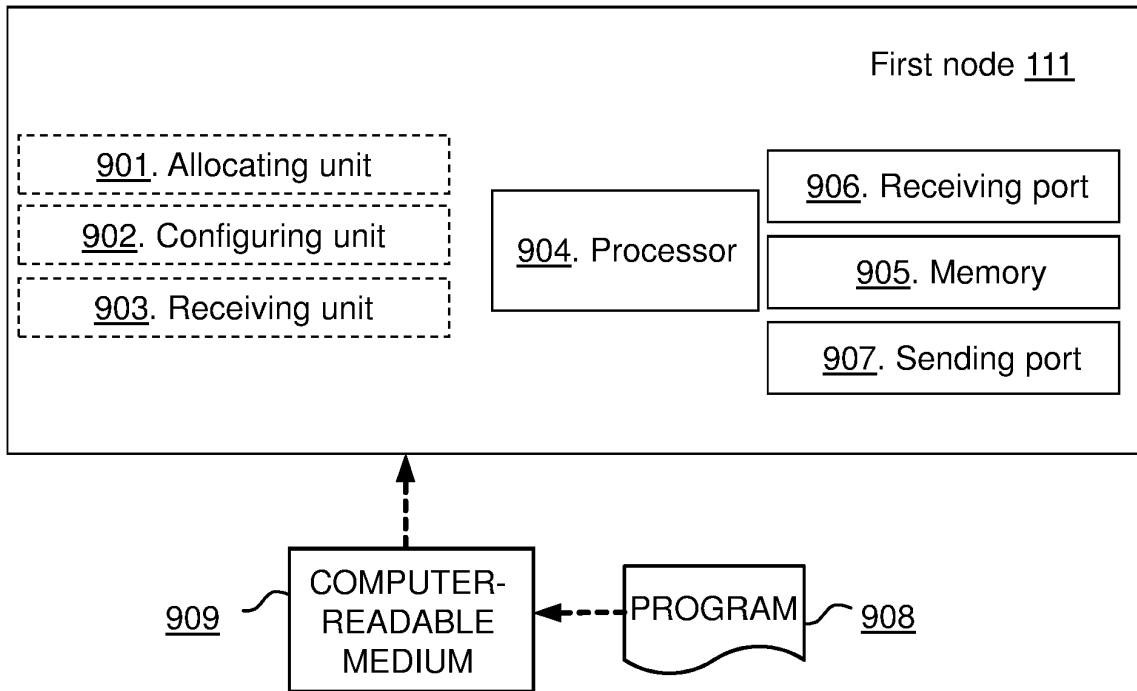 First node 111
901. Allocating unit
902. Configuring unit
903. Receiving unit
904. Processor
906. Receiving port
905. Memory
907. Sending port
909
COMPUTER-
READABLE
MEDIUM
PROGRAM
908